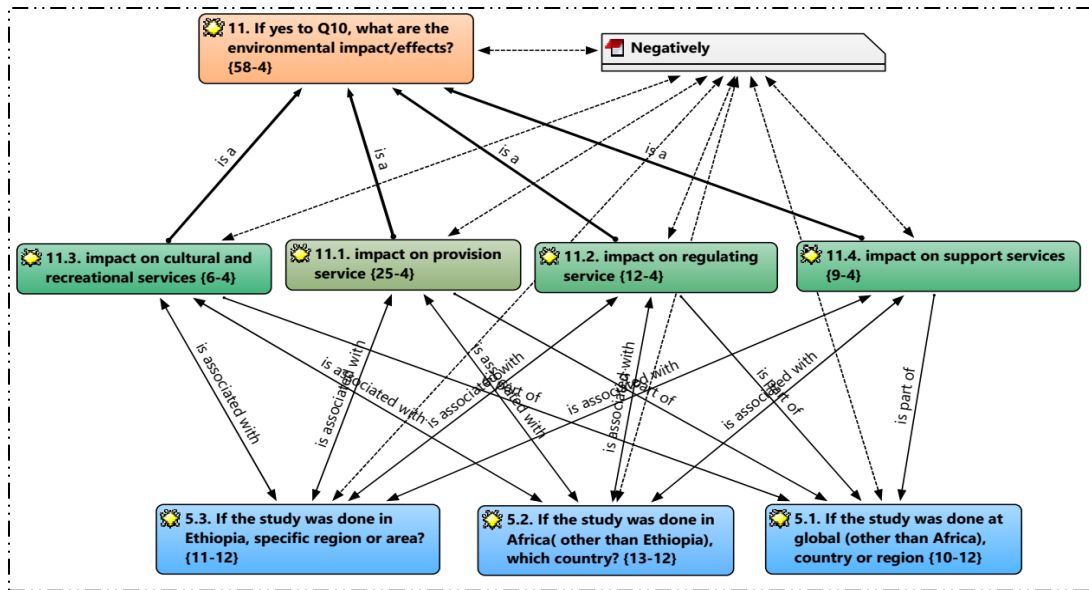 11. If yes to Q10, what are the
environmental impact/effects?
{58-4}
Negatively
is a
is a
is a
is a
11.3. impact on cultural and
recreational services {6-4}
11.1. impact on provision
service {25-4}
11.2. impact on regulating
service {12-4}
11.4. impact on support services
{9-4}
is associated with
is associated with
is associated with
is associated with
is associated with
is associated with
is associated with
is associated with
is part of
is part of
is part of
is part of
5.3. If the study was done in
Ethiopia, specific region or area?
{11-12}
5.2. If the study was done in
Africa( other than Ethiopia),
which country? {13-12}
5.1. If the study was done at
global (other than Africa),
country or region {10-12}